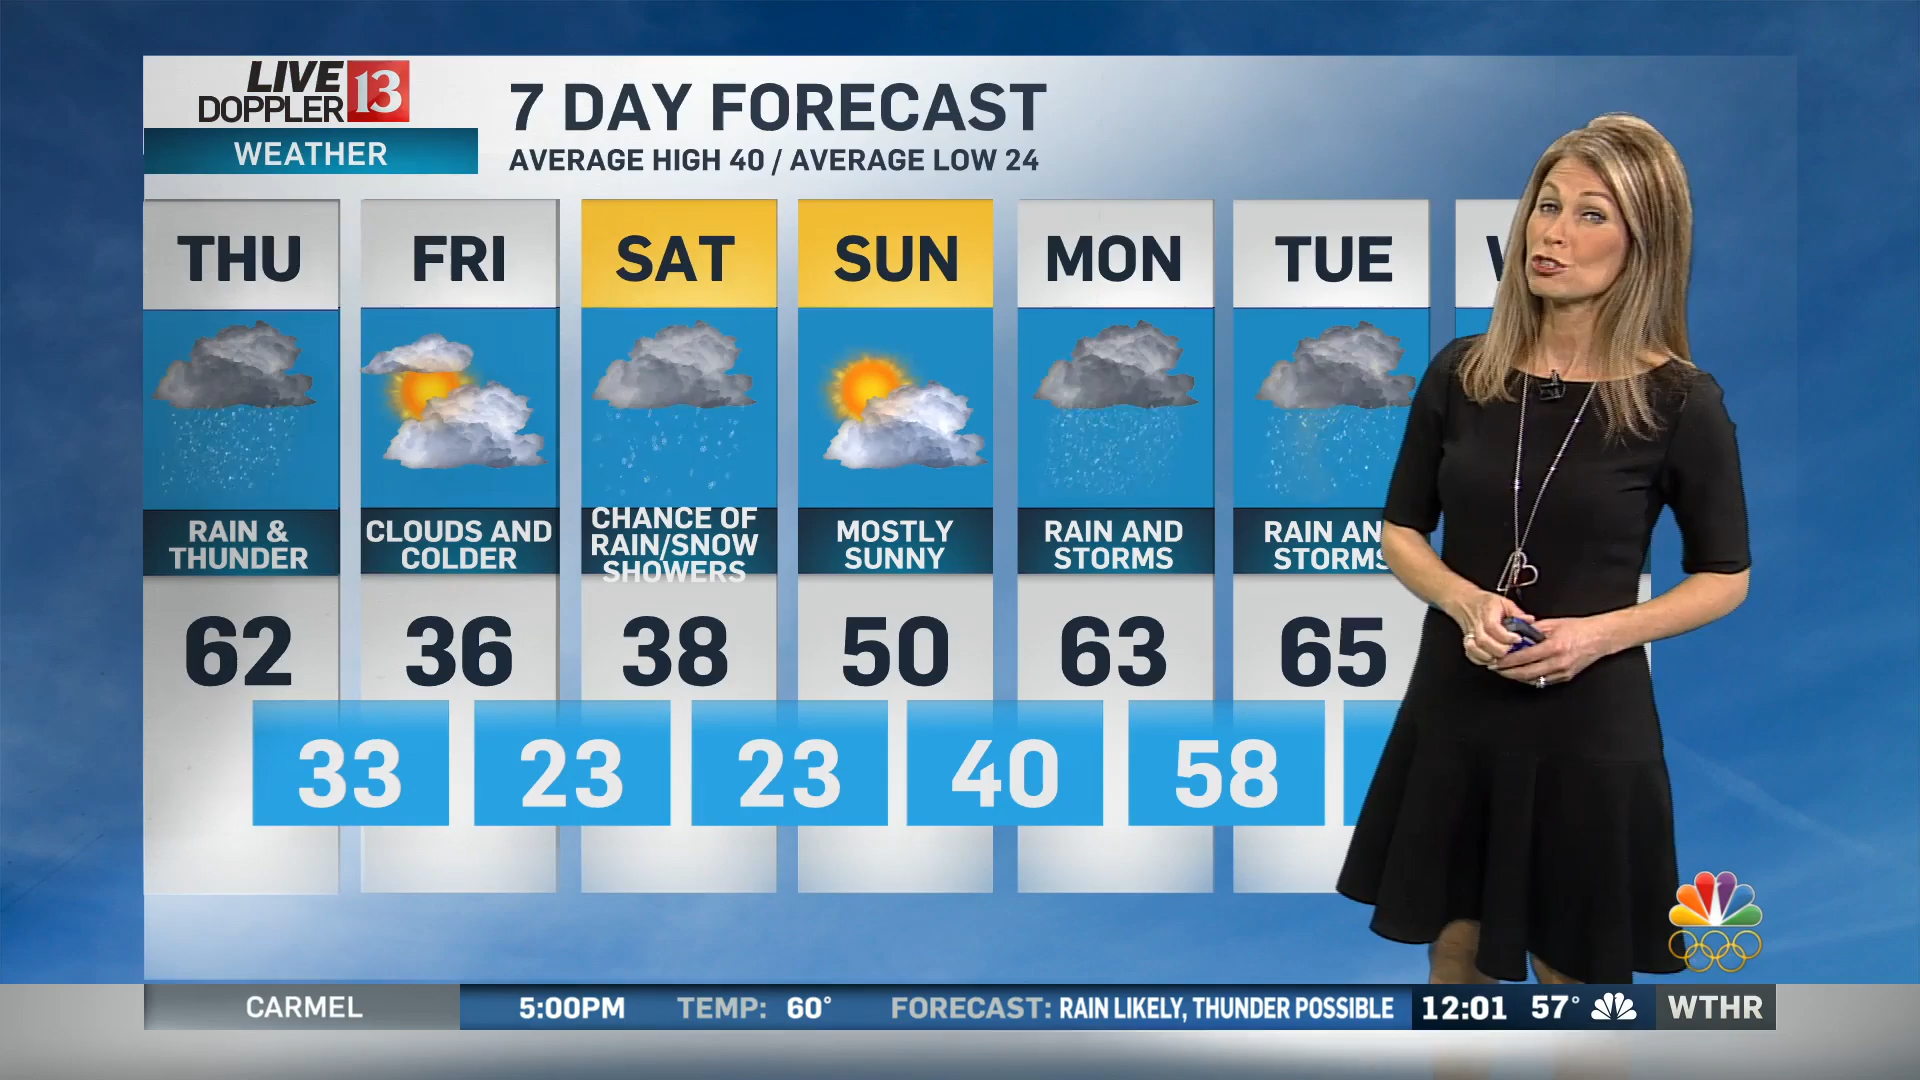 LIVE
DOPPLER 13
WEATHER
7 DAY FORECAST
AVERAGE HIGH 40 / AVERAGE LOW 24
THU
FRI
SAT
SUN
MON
TUE
RAIN &
THUNDER
CLOUDS AND
COLDER
CHANCE OF
RAIN/SNOW
SHOWERS
MOSTLY
SUNNY
RAIN AND
STORMS
RAIN AN
STORMS
62
36
38
50
63
65
33
23
23
40
58
CARMEL
5:00PM
TEMP: 60°
FORECAST: RAIN LIKELY, THUNDER POSSIBLE
12:01
57°
WTHR